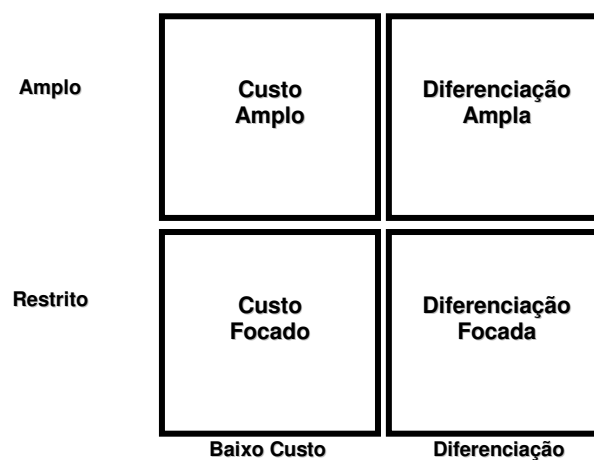 Amplo
Custo
Amplo
Diferenciação
Ampla
Restrito
Custo
Focado
Diferenciação
Focada
Baixo Custo
Diferenciação